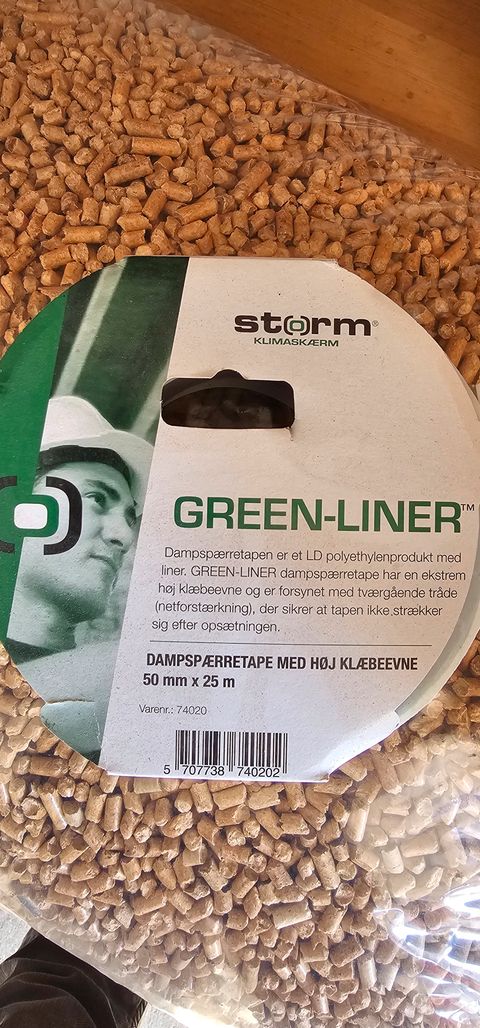 storm®
KLIMASKÆRM
GREEN-LINER™
Dampspærretapen er et LD polyethylenprodukt med
liner. GREEN-LINER dampspærretape har en ekstrem
høj klæbeevne og er forsynet med tværgående tråde
(netforstærkning), der sikrer at tapen ikke strækker
sig efter opsætningen.
DAMPSPÆRRETAPE MED HØJ KLÆBEEVNE
50 mm x 25 m
Varenr.: 74020
5 707738 740202